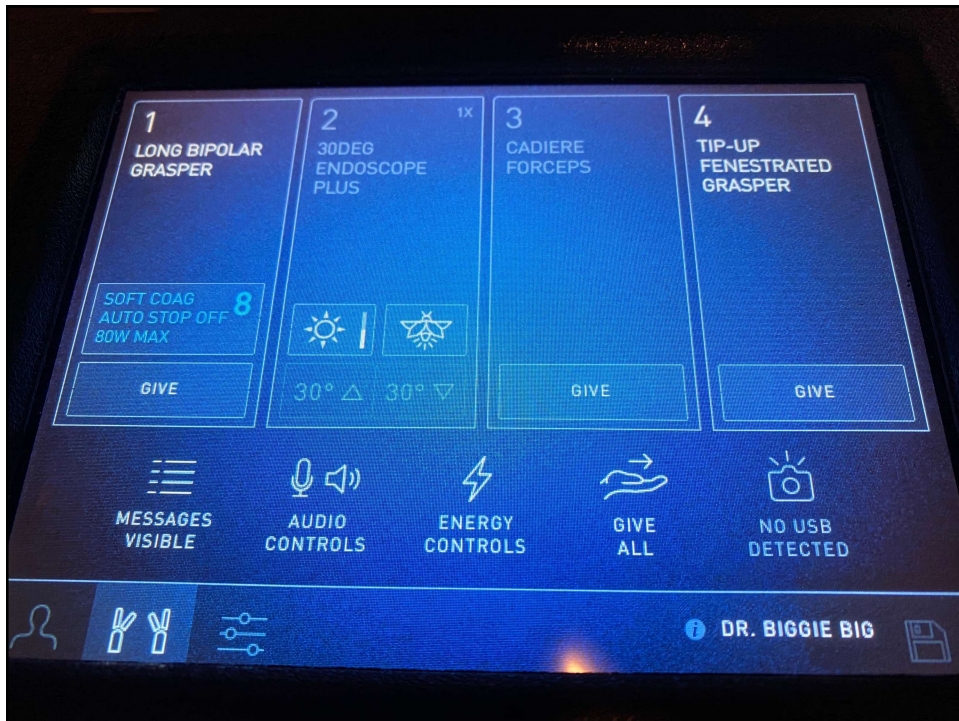 1
LONG BIPOLAR
GRASPER
SOFT COAG 8
AUTO STOP OFF
80W MAX
GIVE
2 1X
30DEG
ENDOSCOPE
PLUS
30° △ 30° ▽
3
CADIERE
FORCEPS
GIVE
4
TIP-UP
FENESTRATED
GRASPER
GIVE
MESSAGES
VISIBLE
AUDIO
CONTROLS
ENERGY
CONTROLS
GIVE
ALL
NO USB
DETECTED
DR. BIGGIE BIG